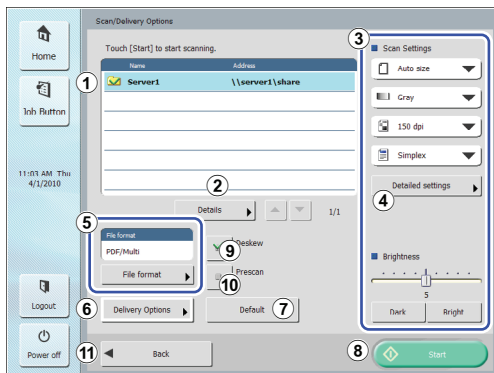 Scan/Delivery Options
Home
Job Button
11:03 AM Thu
4/1/2010
Logout
Power off
Touch [Start] to start scanning.
Name Address
1 Server1 \\server1\share
2
Details 1/1
3
Scan Settings
Auto size
Gray
150 dpi
Simplex
4 Detailed settings
5
File format
PDF/Multi
File format
9 Deskew
10 Prescan
6 Delivery Options
Default 7
Brightness
5
Dark Bright
11 Back
8 Start